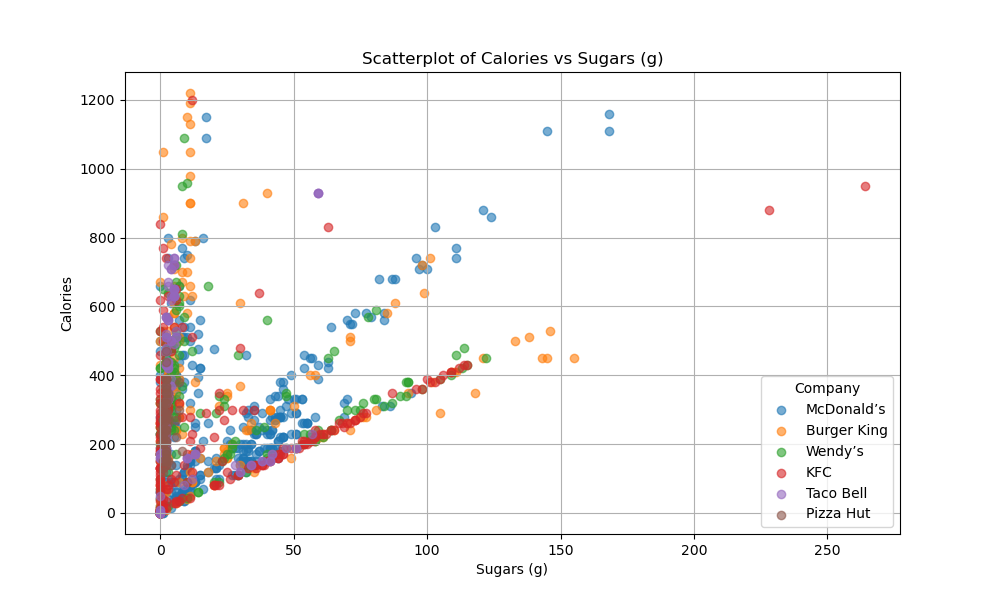 Scatterplot of Calories vs Sugars (g)
Calories
1200
1000
800
600
400
200
0
0 50 100 150 200 250
Sugars (g)
Company
McDonald’s
Burger King
Wendy’s
KFC
Taco Bell
Pizza Hut